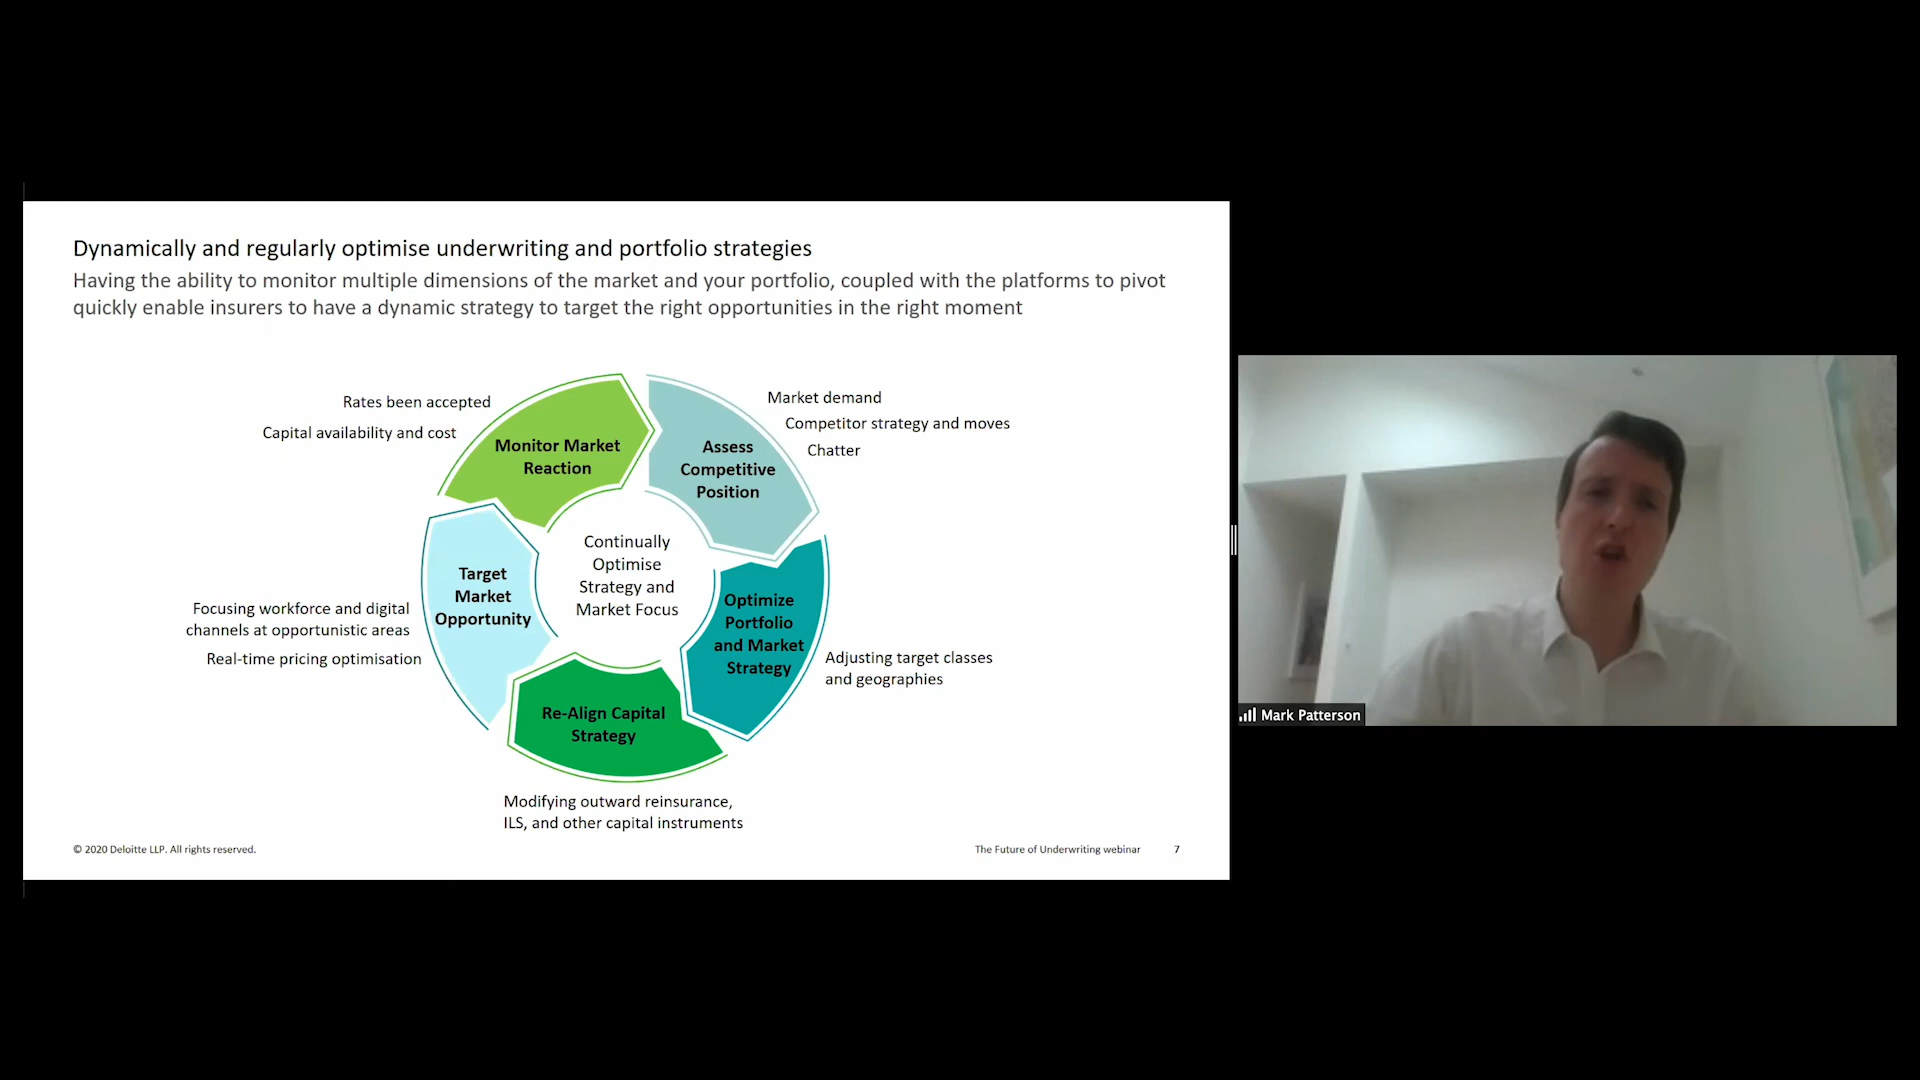 Dynamically and regularly optimise underwriting and portfolio strategies
Having the ability to monitor multiple dimensions of the market and your portfolio, coupled with the platforms to pivot
quickly enable insurers to have a dynamic strategy to target the right opportunities in the right moment
Rates been accepted
Capital availability and cost
Monitor Market
Reaction
Assess
Competitive
Position
Market demand
Competitor strategy and moves
Chatter
Continually
Optimise
Strategy and
Market Focus
Target
Market
Opportunity
Focusing workforce and digital
channels at opportunistic areas
Real-time pricing optimisation
Optimize
Portfolio
and Market
Strategy
Adjusting target classes
and geographies
Re-Align Capital
Strategy
Modifying outward reinsurance,
ILS, and other capital instruments
© 2020 Deloitte LLP. All rights reserved.
The Future of Underwriting webinar
7
Mark Patterson